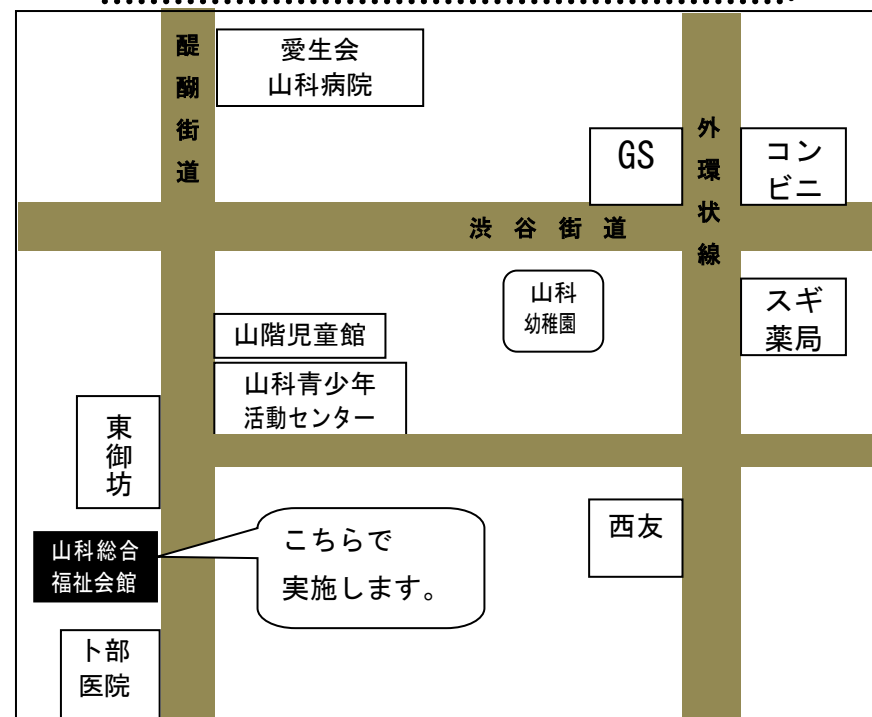 醍醐街道
愛生会
山科病院
外環状線
GS
コン
ビニ
渋谷街道
山科
幼稚園
スギ
薬局
山階児童館
山科青少年
活動センター
東御坊
西友
山科総合
福祉会館
こちらで
実施します。
卜部
医院